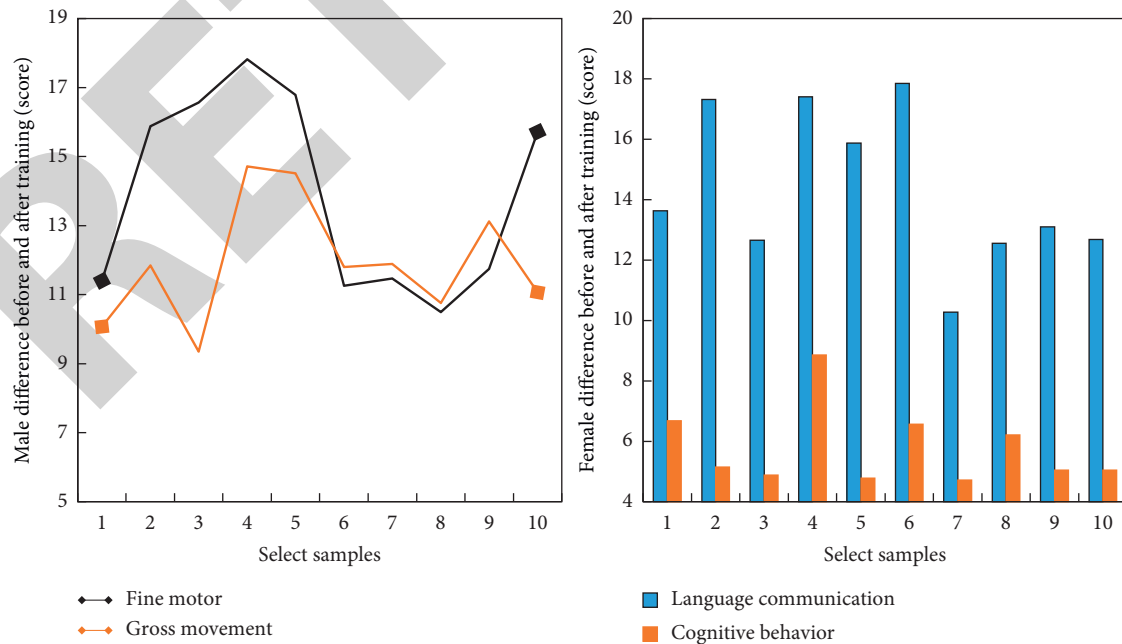 Male difference before and after training (score)
19
17
15
13
11
9
7
5
1 2 3 4 5 6 7 8 9 10
Select samples
Fine motor
Gross movement
Female difference before and after training (score)
20
18
16
14
12
10
8
6
4
1 2 3 4 5 6 7 8 9 10
Select samples
Language communication
Cognitive behavior